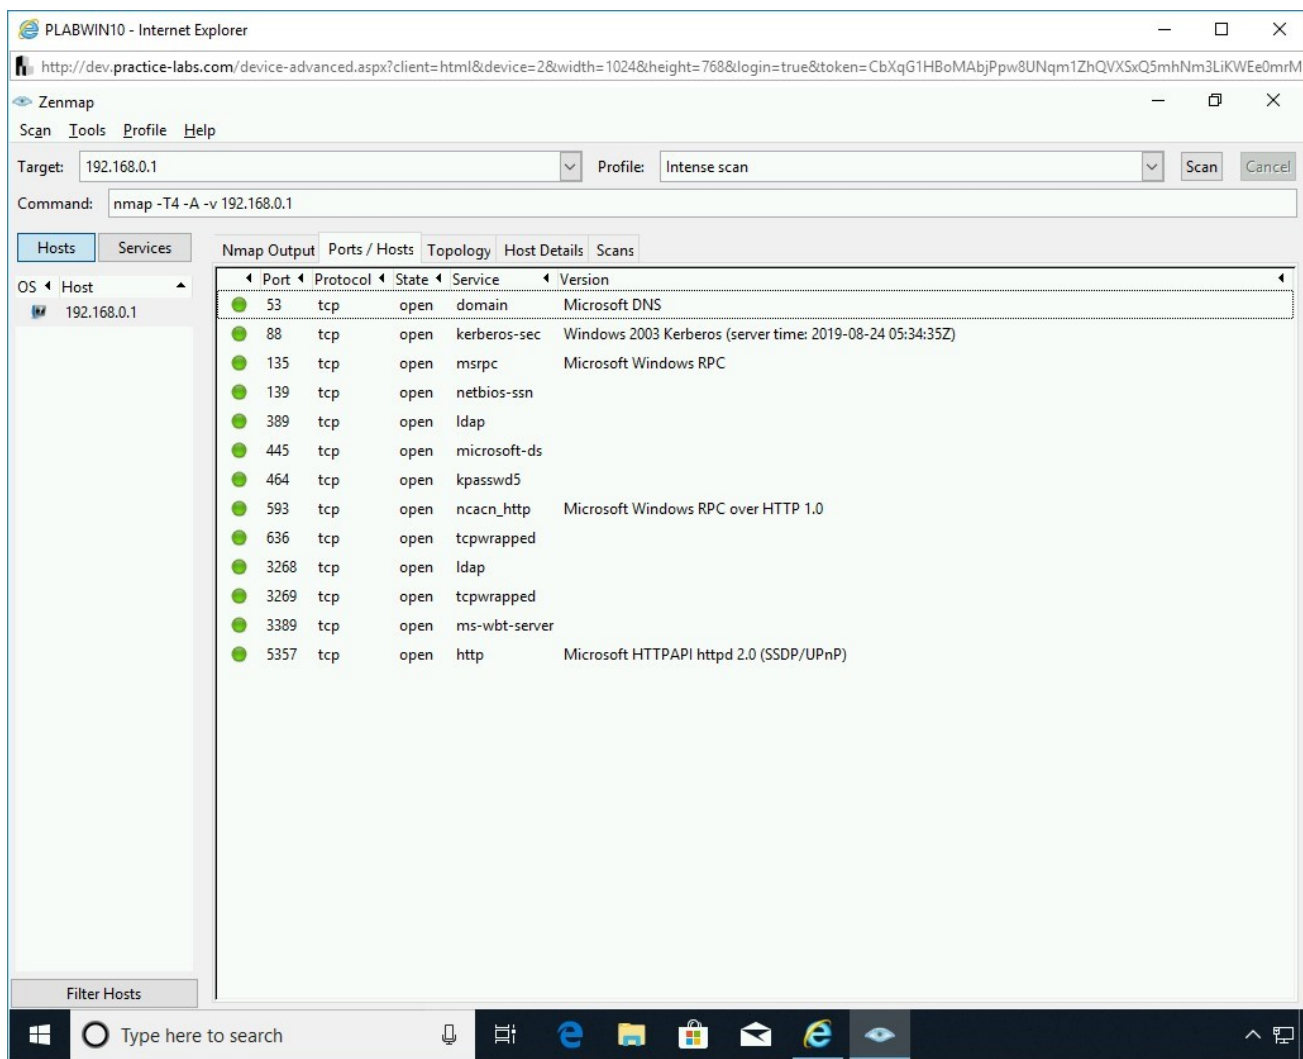 PLABWIN10 - Internet Explorer
http://dev.practice-labs.com/device-advanced.aspx?client=html&device=2&width=1024&height=768&login=true&token=CbXqG1HBoMAbjPpw8UNqm1ZhQVXSxQ5mhNm3LiKWEe0mrM
Zenmap
Scan Tools Profile Help
Target: 192.168.0.1 Profile: Intense scan Scan Cancel
Command: nmap -T4 -A -v 192.168.0.1
Hosts Services Nmap Output Ports / Hosts Topology Host Details Scans
OS Host Port Protocol State Service Version
192.168.0.1
53 tcp open domain Microsoft DNS
88 tcp open kerberos-sec Windows 2003 Kerberos (server time: 2019-08-24 05:34:35Z)
135 tcp open msrpc Microsoft Windows RPC
139 tcp open netbios-ssn
389 tcp open ldap
445 tcp open microsoft-ds
464 tcp open kpasswd5
593 tcp open ncacn_http Microsoft Windows RPC over HTTP 1.0
636 tcp open tcpwrapped
3268 tcp open ldap
3269 tcp open tcpwrapped
3389 tcp open ms-wbt-server
5357 tcp open http Microsoft HTTPAPI httpd 2.0 (SSDP/UPnP)
Filter Hosts
Type here to search